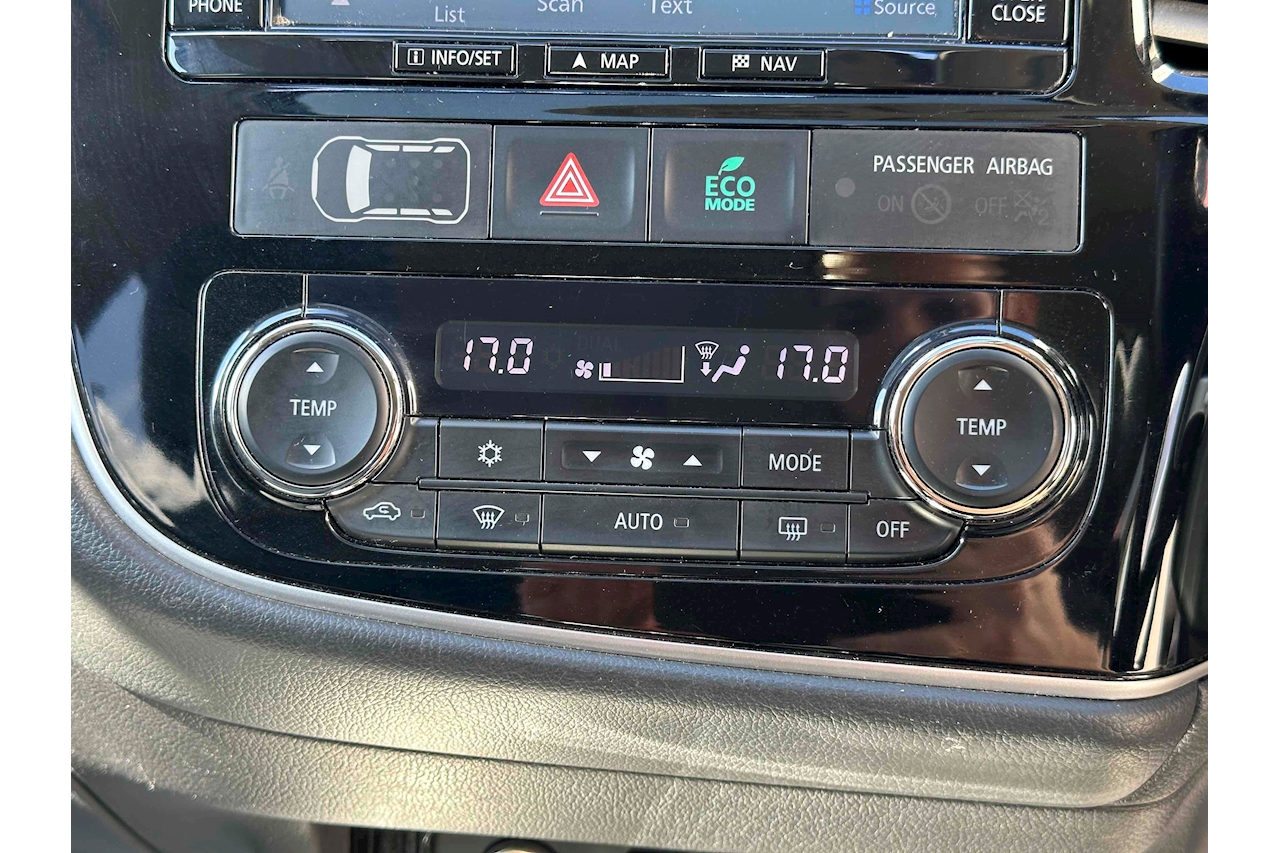 PHONE
List
Scan
Text
Source
CLOSE
INFO/SET
MAP
NAV
ECO
MODE
PASSENGER AIRBAG
ON
OFF
2
DUAL
17.0
17.0
TEMP
TEMP
MODE
AUTO
OFF